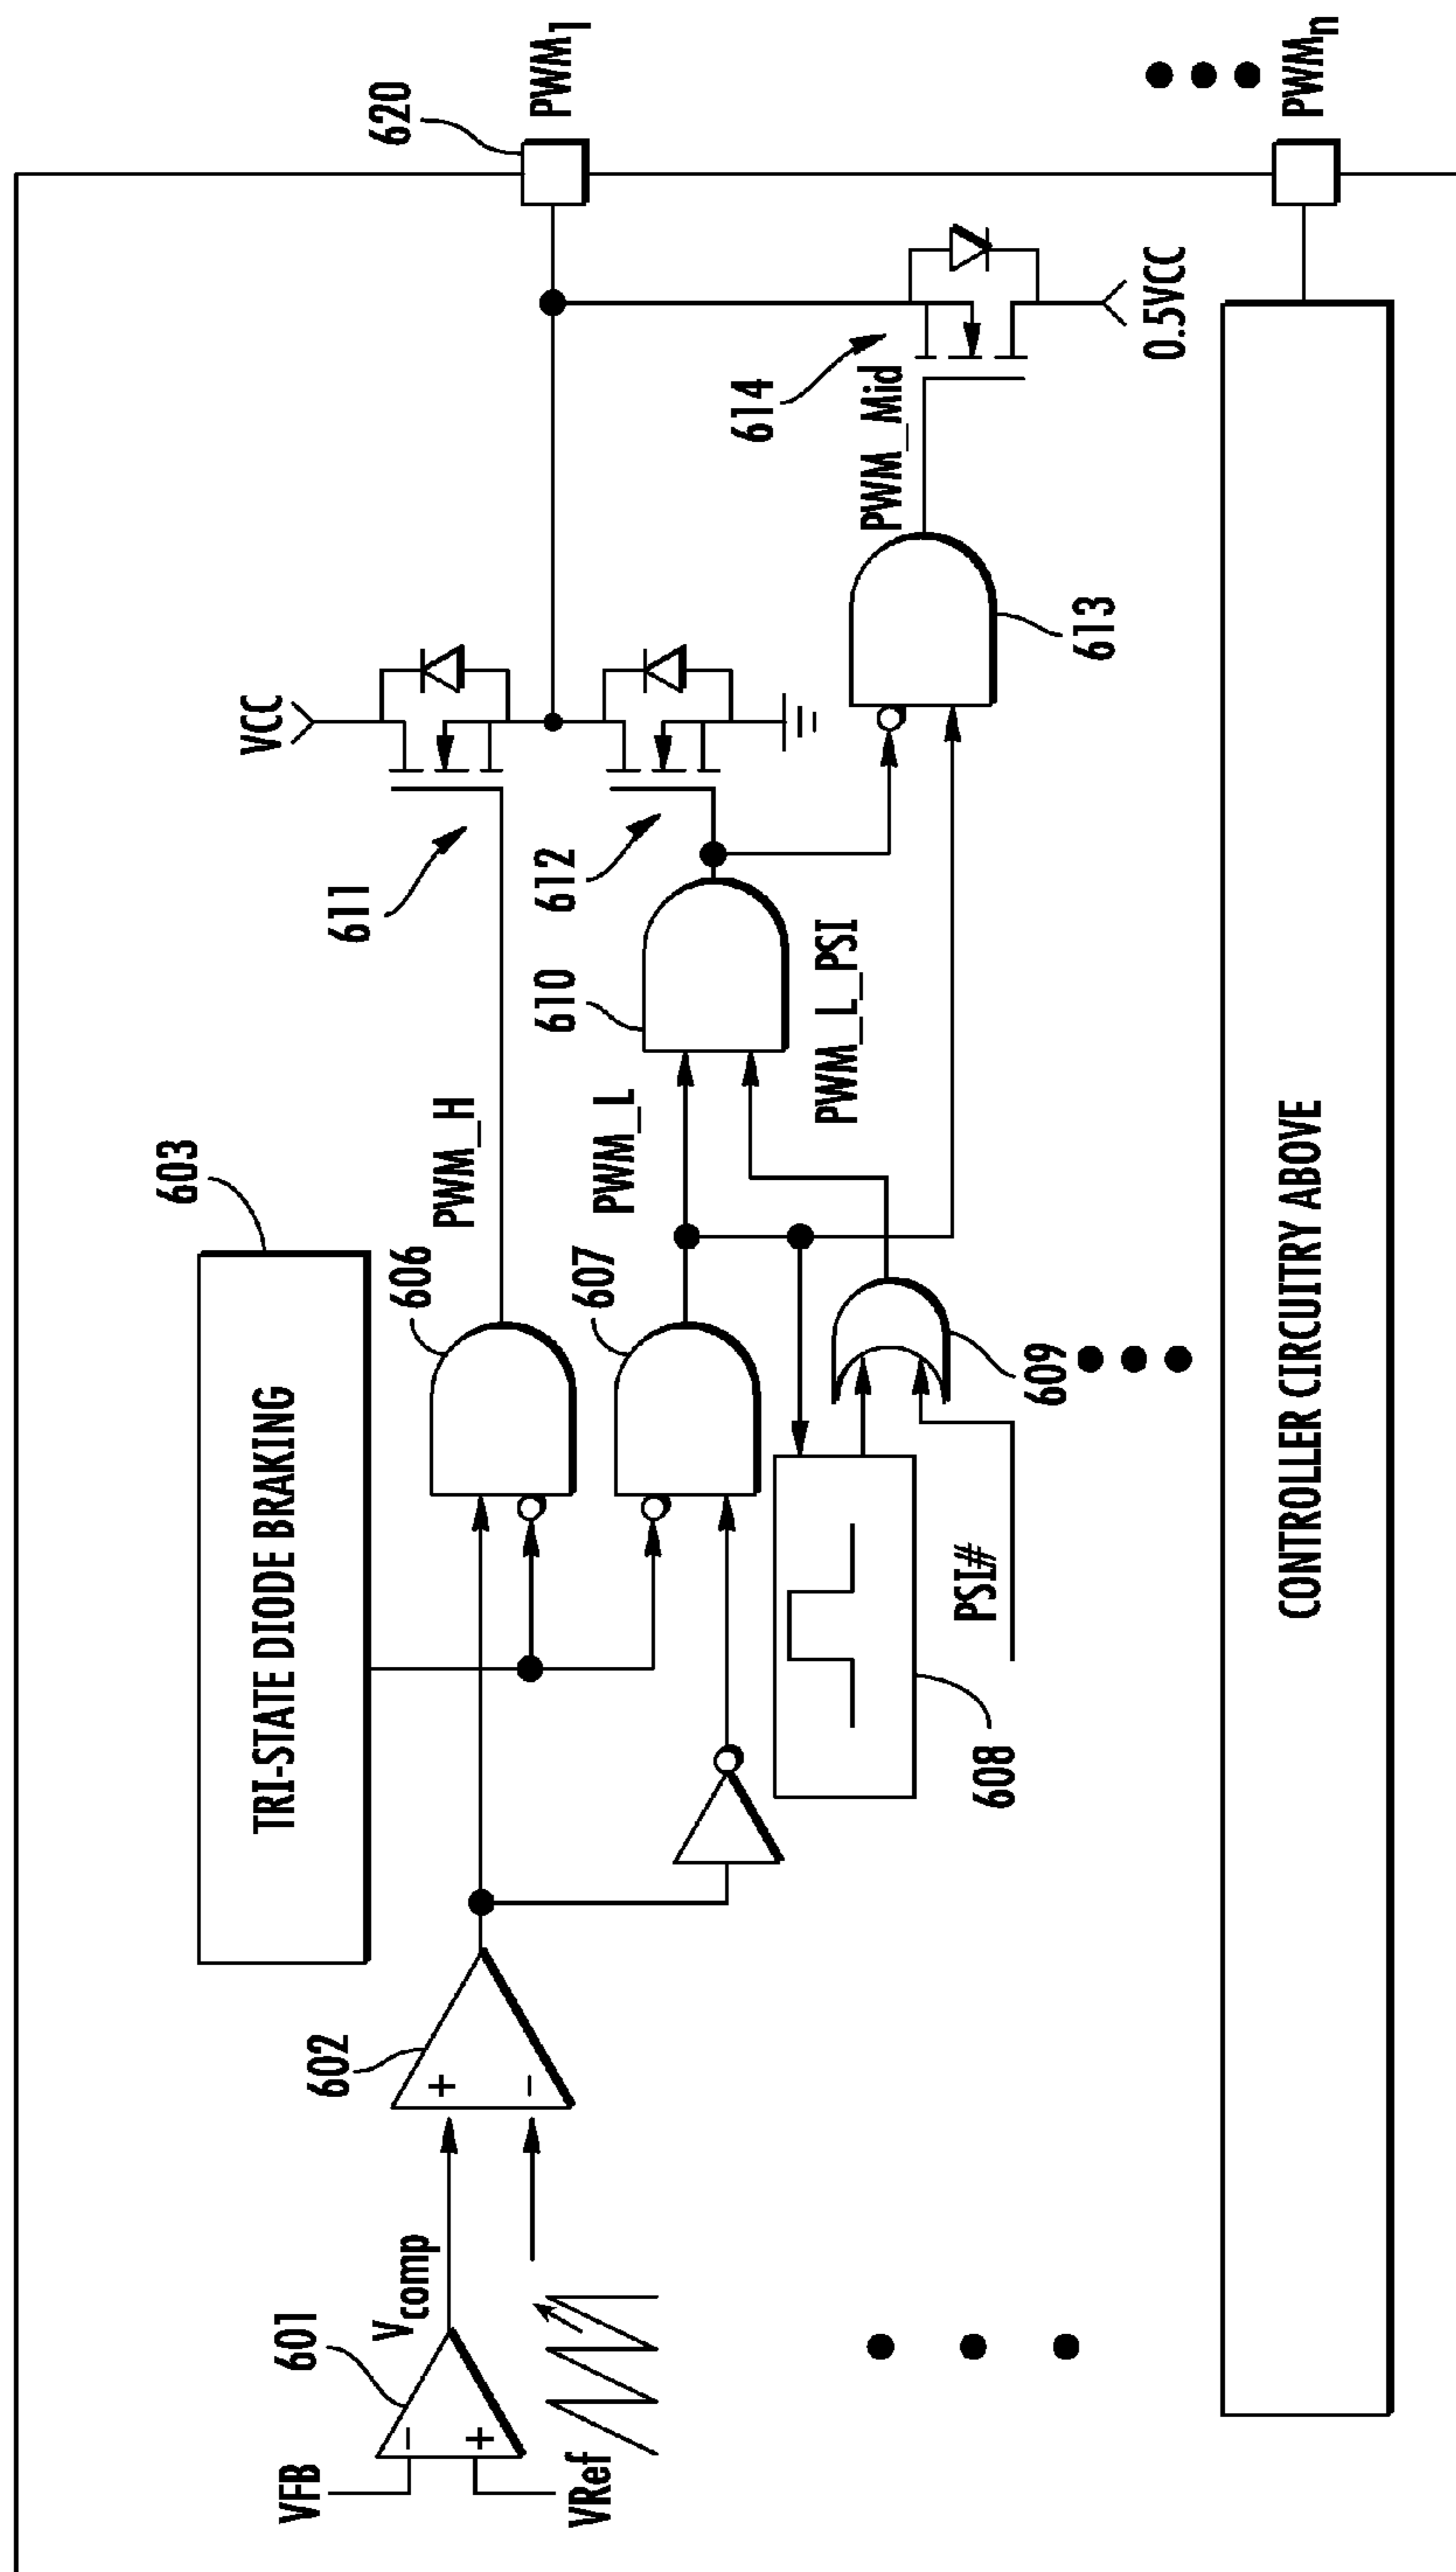 603
TRI-STATE DIODE BRAKING
VCC
620
PWM1
601
VFB
VRef
Vcomp
602
+
−
−
+
606
PWM_H
611
607
PWM_L
610
612
PWM_L_PSI
608
PSI#
609
613
PWM_Mid
614
0.5VCC
CONTROLLER CIRCUITRY ABOVE
PWMn